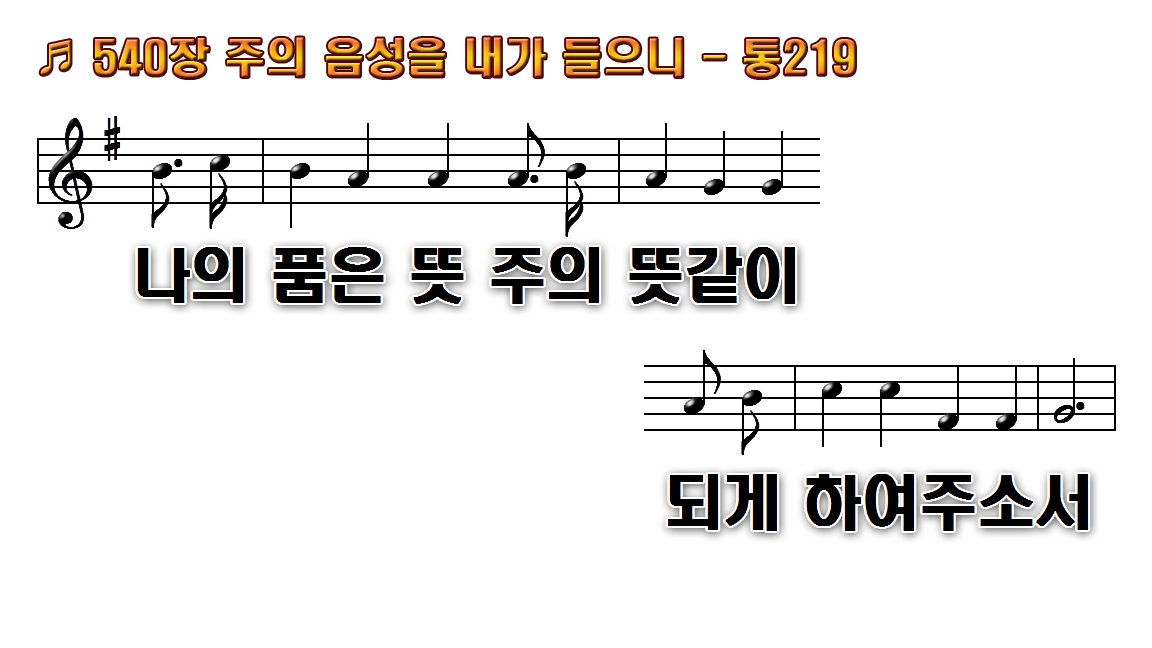 ♬ 540장 주의 음성을 내가 들으니 - 통219
나의 품은 뜻 주의 뜻같이
되게 하여주소서